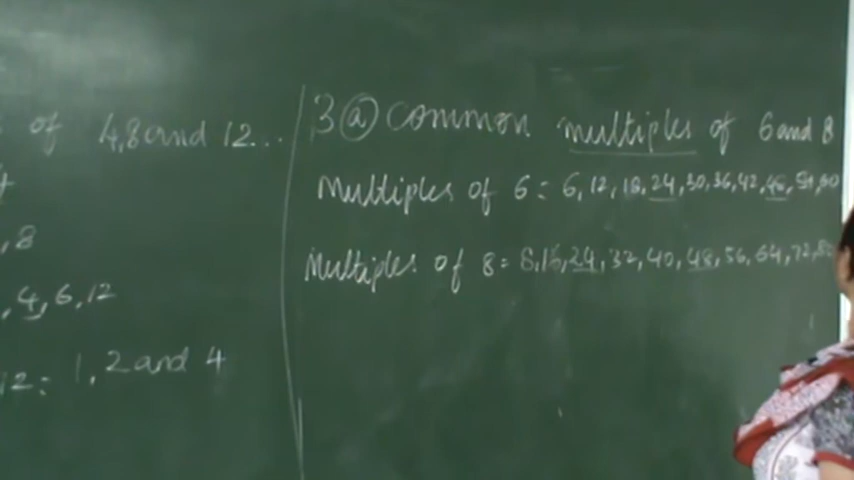 of 4,8 and 12...
,8
, 4, 6, 12
12 = 1, 2 and 4
3 (a) Common multiples of 6 and 8
Multiples of 6 = 6, 12, 18, 24, 30, 36, 42, 48, 54, 60
Multiples of 8 = 8, 16, 24, 32, 40, 48, 56, 64, 72, 80